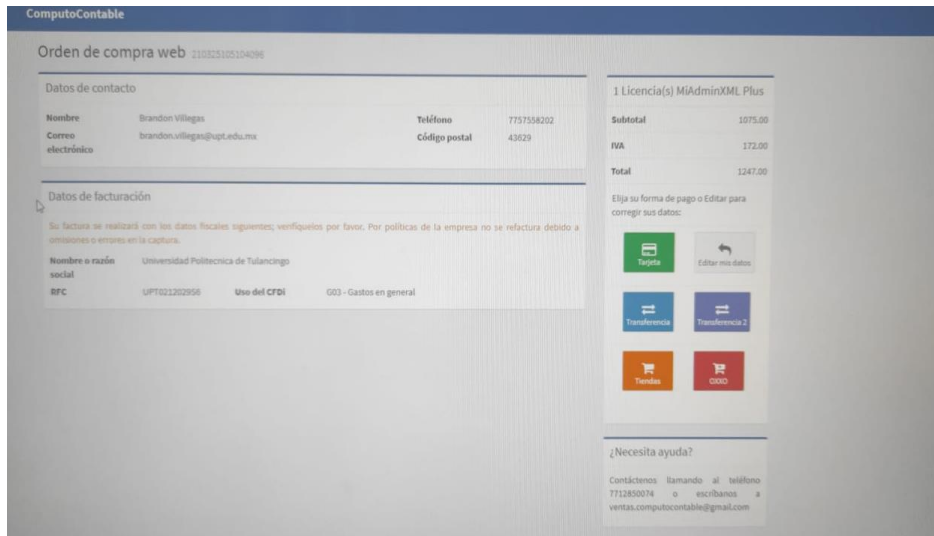 ComputoContable
Orden de compra web 210325105104096
Datos de contacto
Nombre Brandon Villegas Teléfono 7757558202
Correo electrónico brandon.villegas@upt.edu.mx Código postal 43629
Datos de facturación
Su factura se realizará con los datos fiscales siguientes; verifíquelos por favor. Por políticas de la empresa no se refactura debido a
omisiones o errores en la captura.
Nombre o razón social Universidad Politecnica de Tulancingo
RFC UPT0212029S6 Uso del CFDi G03 - Gastos en general
1 Licencia(s) MiAdminXML Plus
Subtotal 1075.00
IVA 172.00
Total 1247.00
Elija su forma de pago o Editar para
corregir sus datos:
Tarjeta Editar mis datos
Transferencia Transferencia 2
Tiendas OXXO
¿Necesita ayuda?
Contáctenos llamando al teléfono
7712850074 o escríbanos a
ventas.computocontable@gmail.com